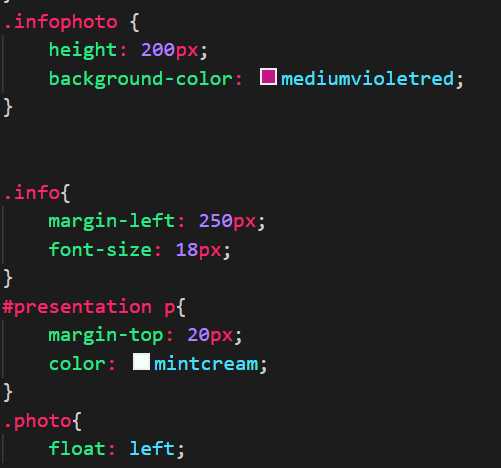 }
.infophoto {
    height: 200px;
    background-color: mediumvioletred;
}
.info{
    margin-left: 250px;
    font-size: 18px;
}
#presentation p{
    margin-top: 20px;
    color: mintcream;
}
.photo{
    float: left;